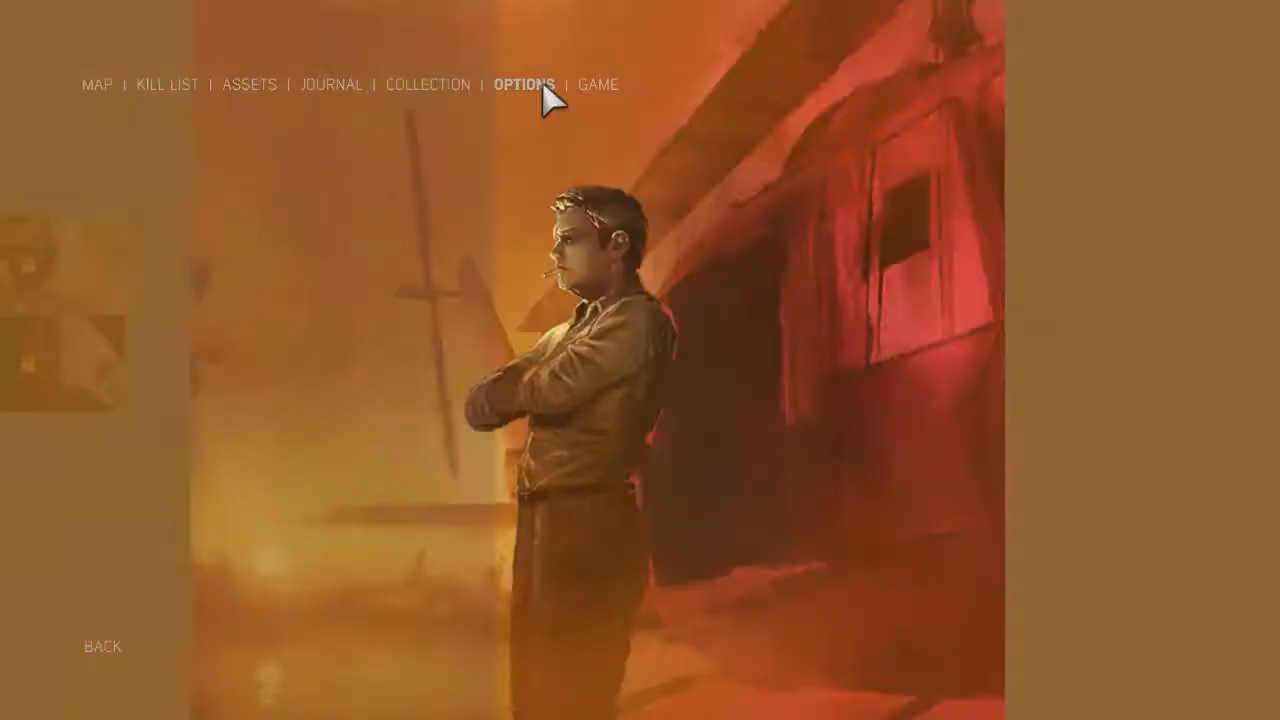 MAP | KILL LIST | ASSETS | JOURNAL | COLLECTION | OPTIONS | GAME
BACK